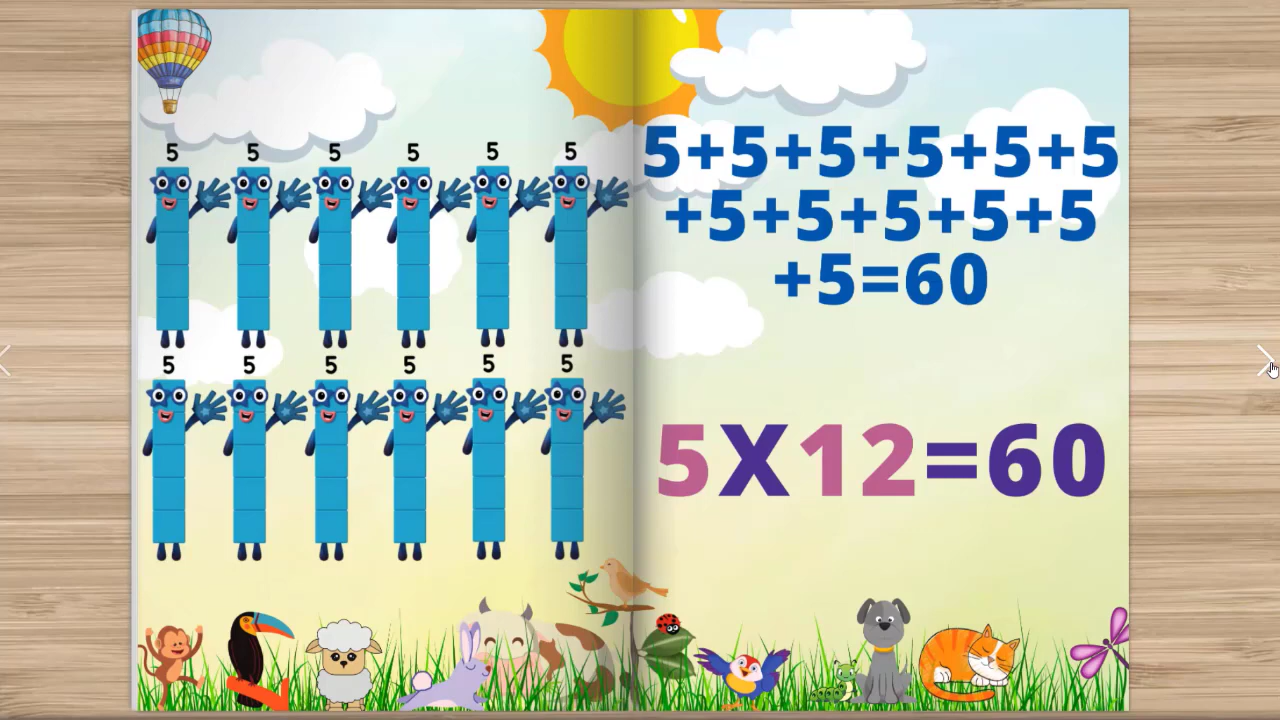 5 5 5 5 5 5
5 5 5 5 5 5
5+5+5+5+5+5
+5+5+5+5+5
+5=60
5X12=60